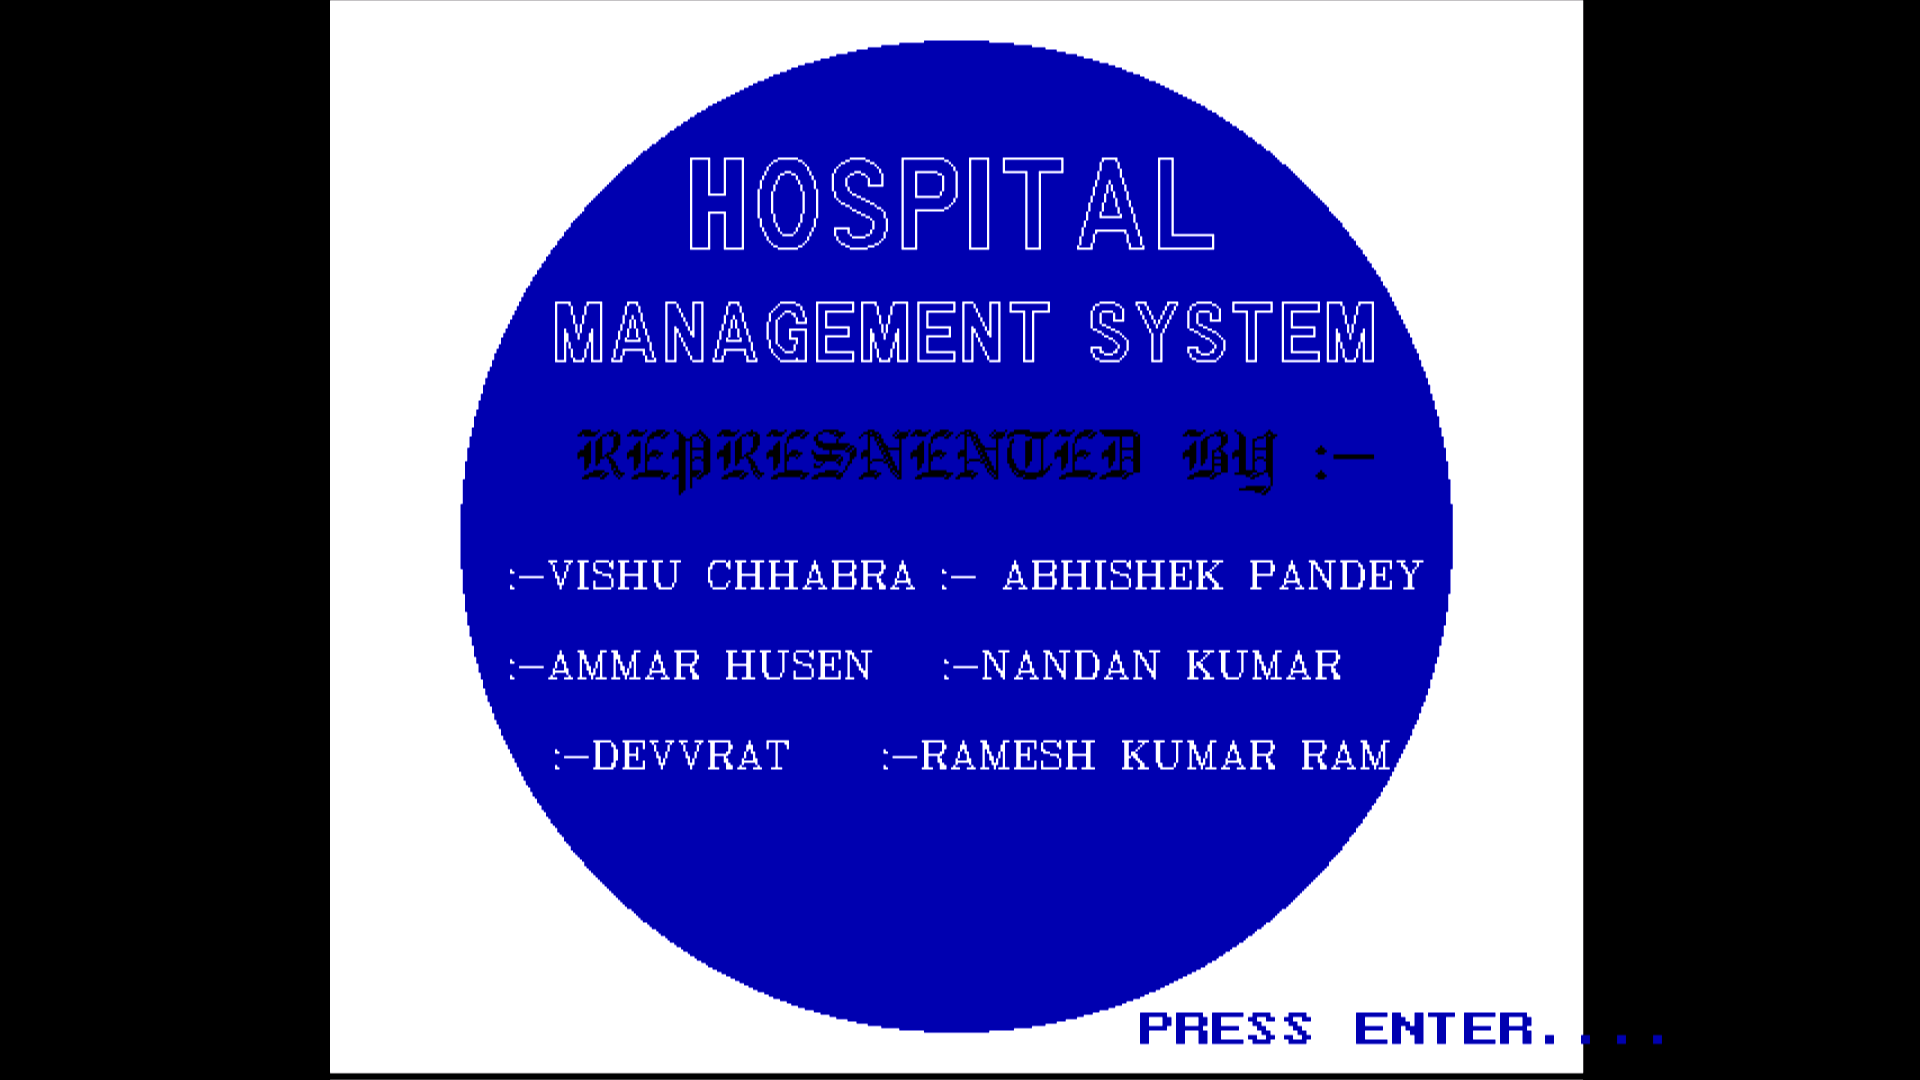 HOSPITAL
MANAGEMENT SYSTEM
REPRESNENTED BY :-
:-VISHU CHHABRA :- ABHISHEK PANDEY
:-AMMAR HUSEN :-NANDAN KUMAR
:-DEVVRAT :-RAMESH KUMAR RAM
PRESS ENTER....